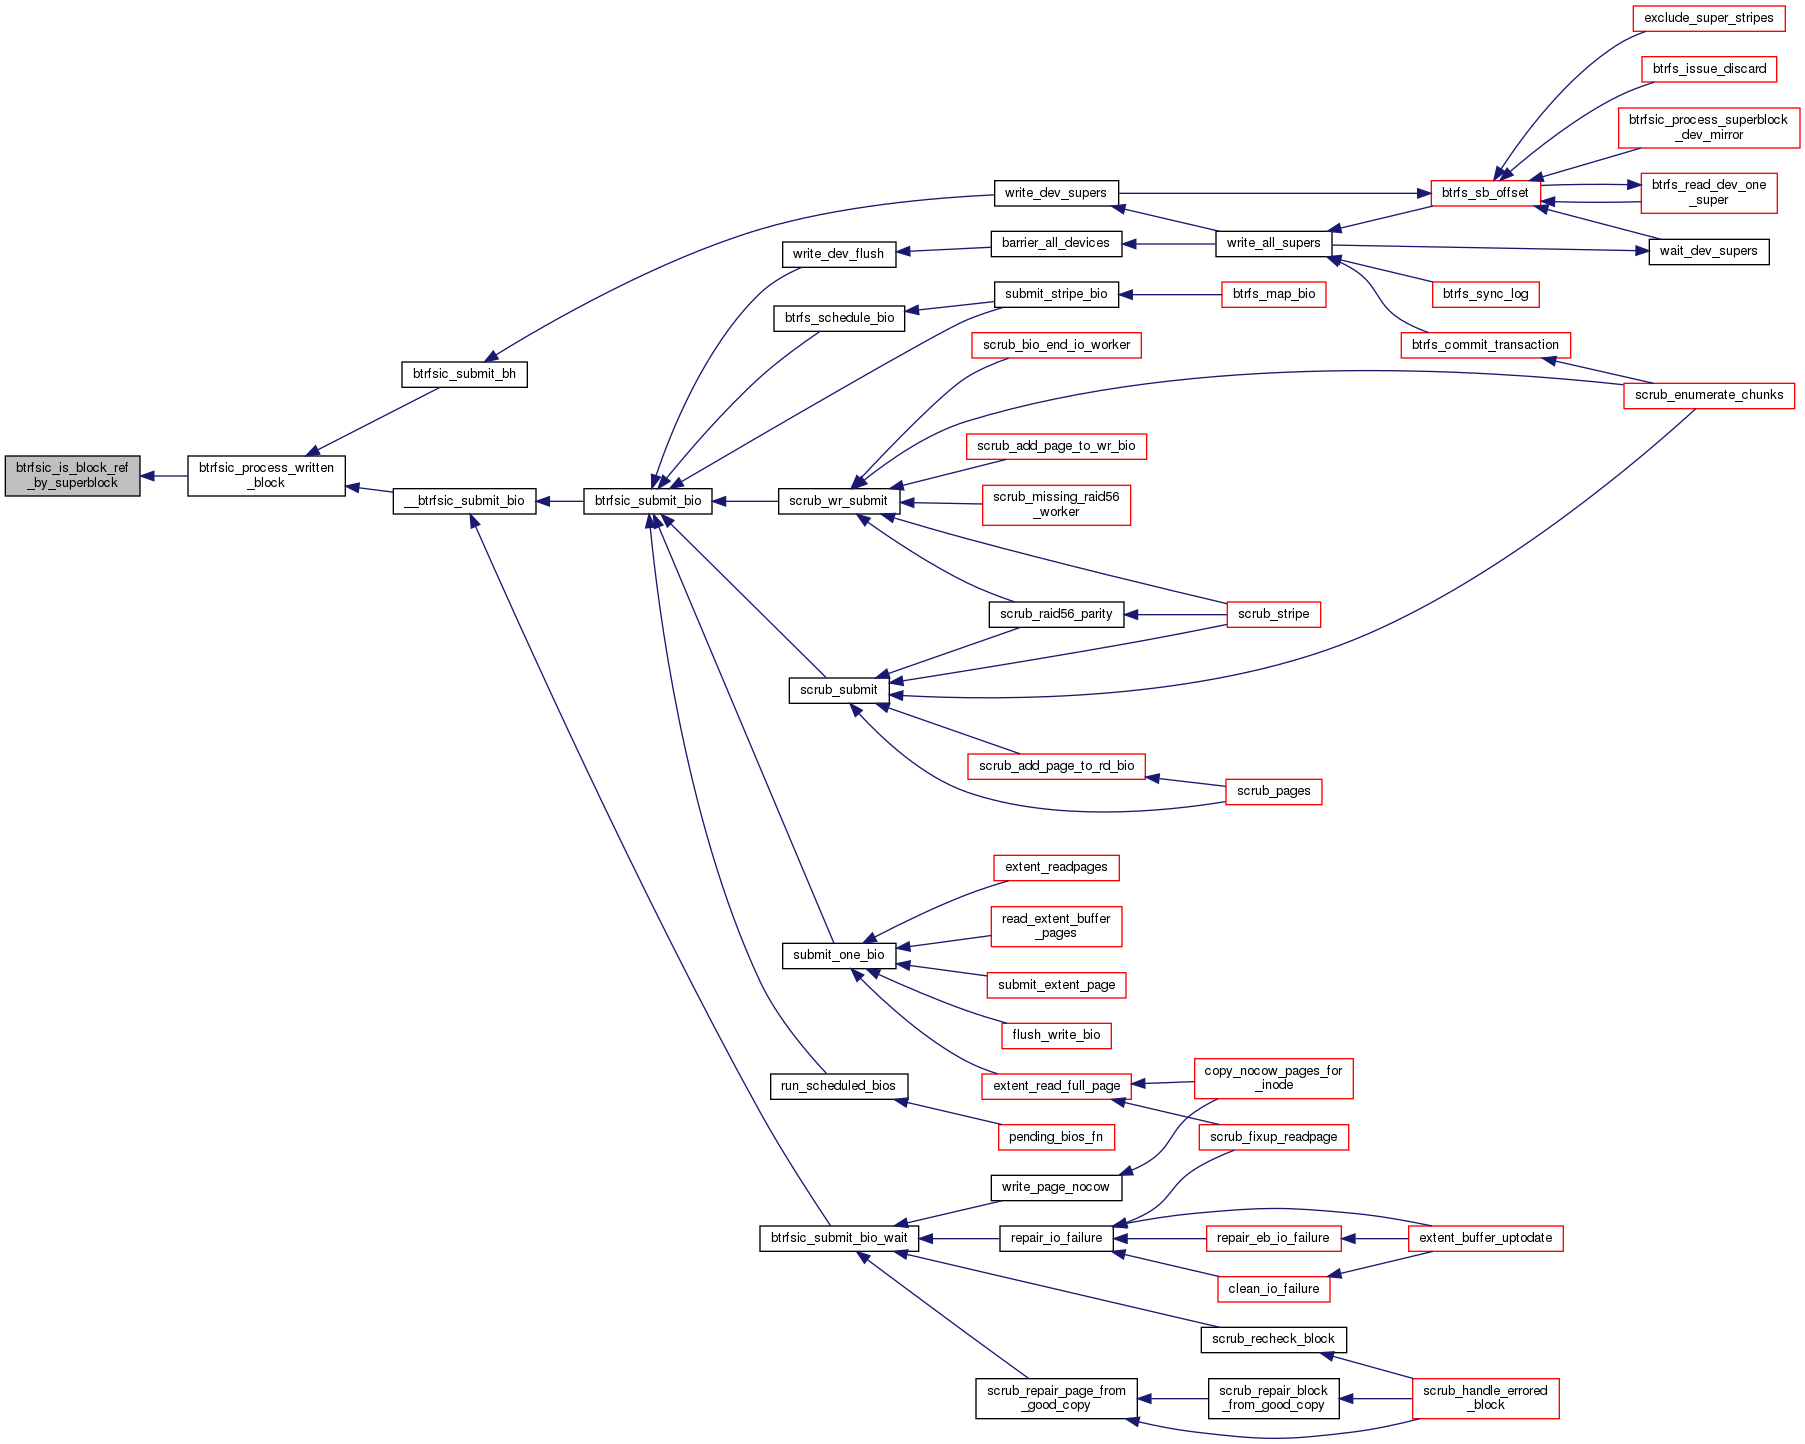 exclude_super_stripes
btrfs_issue_discard
btrfsic_process_superblock
_dev_mirror
write_dev_supers
btrfs_sb_offset
btrfs_read_dev_one
_super
write_dev_flush
barrier_all_devices
write_all_supers
wait_dev_supers
submit_stripe_bio
btrfs_map_bio
btrfs_sync_log
btrfs_schedule_bio
scrub_bio_end_io_worker
btrfs_commit_transaction
btrfsic_submit_bh
scrub_enumerate_chunks
scrub_add_page_to_wr_bio
btrfsic_is_block_ref
_by_superblock
btrfsic_process_written
_block
__btrfsic_submit_bio
btrfsic_submit_bio
scrub_wr_submit
scrub_missing_raid56
_worker
scrub_raid56_parity
scrub_stripe
scrub_submit
scrub_add_page_to_rd_bio
scrub_pages
extent_readpages
read_extent_buffer
_pages
submit_one_bio
submit_extent_page
flush_write_bio
run_scheduled_bios
extent_read_full_page
copy_nocow_pages_for
_inode
pending_bios_fn
scrub_fixup_readpage
write_page_nocow
btrfsic_submit_bio_wait
repair_io_failure
repair_eb_io_failure
extent_buffer_uptodate
clean_io_failure
scrub_recheck_block
scrub_repair_page_from
_good_copy
scrub_repair_block
_from_good_copy
scrub_handle_errored
_block